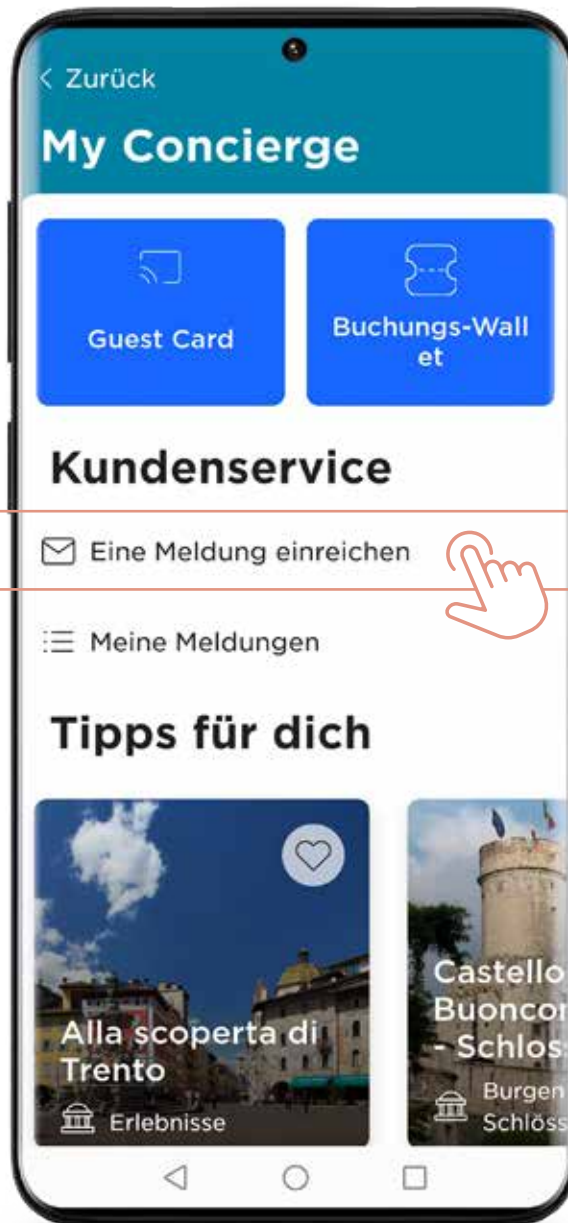 Zurück
My Concierge
Guest Card
Buchungs-Wall
et
Kundenservice
Eine Meldung einreichen
Meine Meldungen
Tipps für dich
Alla scoperta di
Trento
Erlebnisse
Castello
Buoncon
- Schloss
Burgen
Schlöss